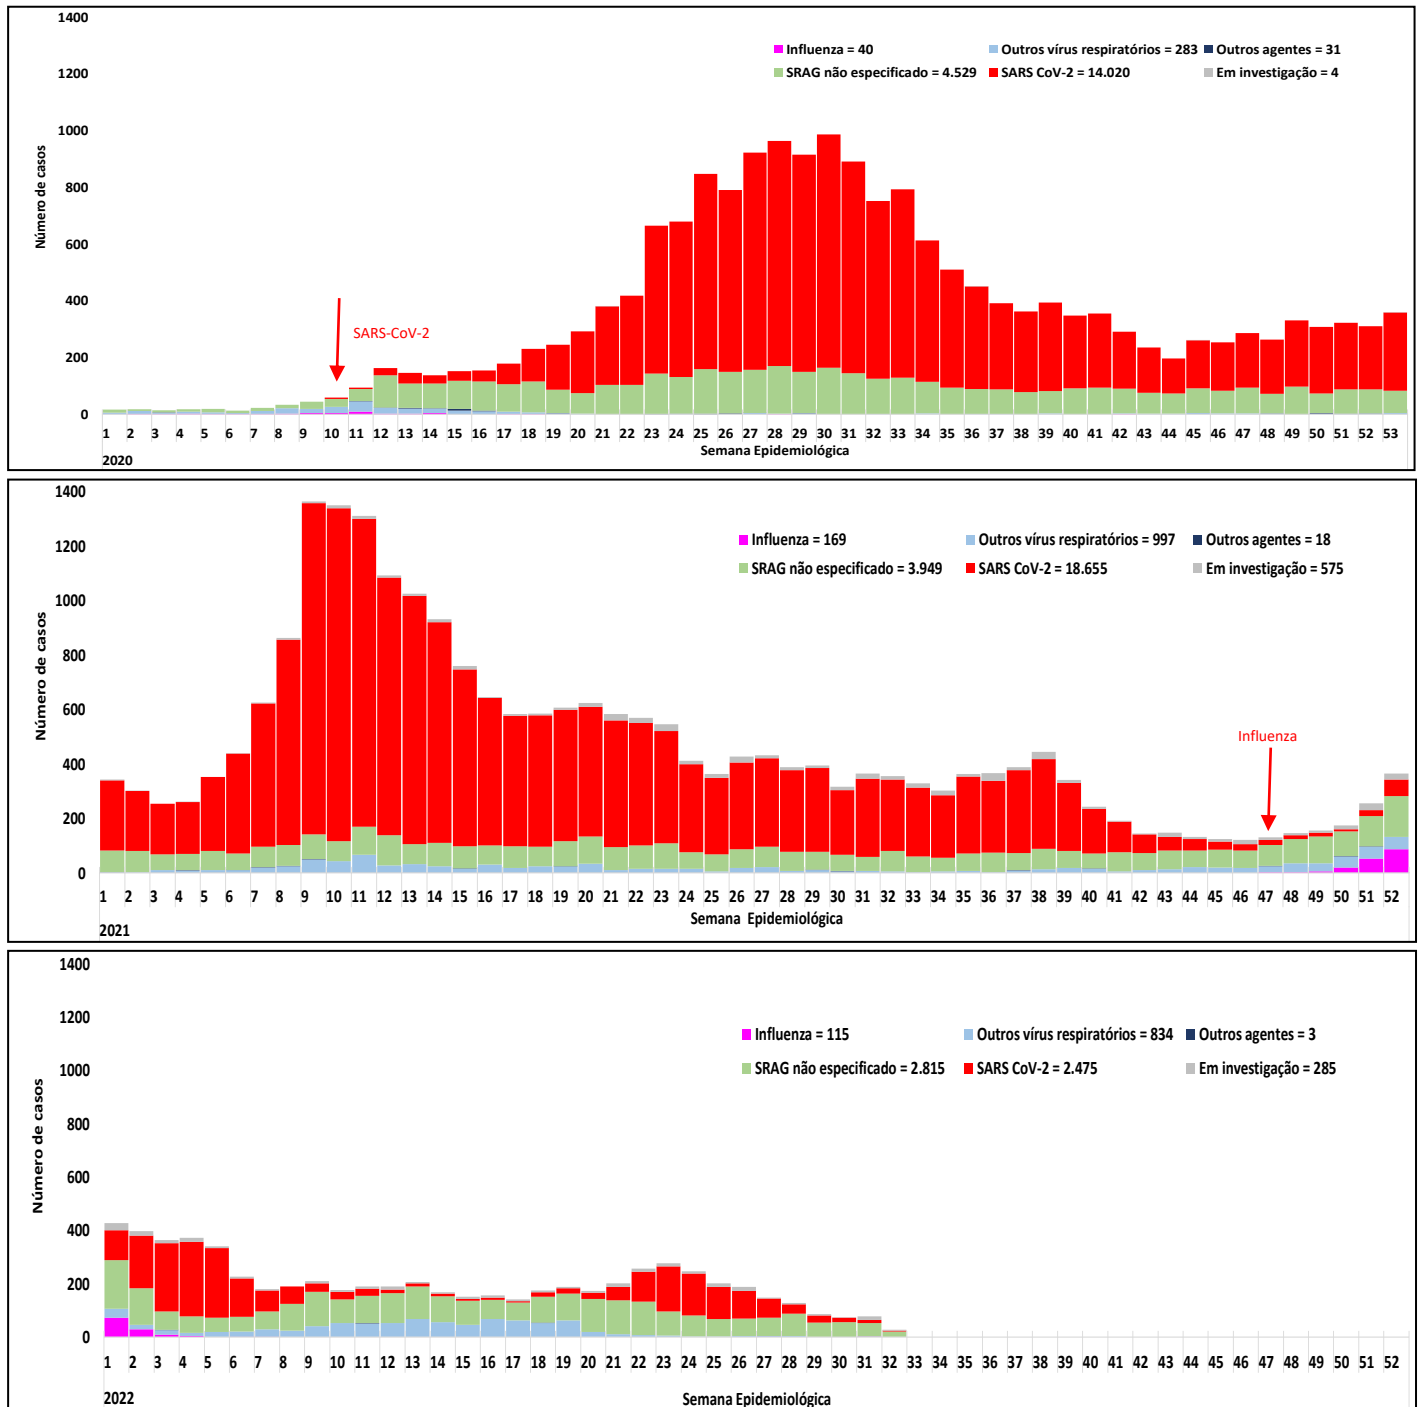 1400
1200
1000
800
600
400
200
0
Número de casos
Influenza = 40 Outros vírus respiratórios = 283 Outros agentes = 31
SRAG não especificado = 4.529 SARS CoV-2 = 14.020 Em investigação = 4
SARS-CoV-2
1 2 3 4 5 6 7 8 9 10 11 12 13 14 15 16 17 18 19 20 21 22 23 24 25 26 27 28 29 30 31 32 33 34 35 36 37 38 39 40 41 42 43 44 45 46 47 48 49 50 51 52 53
Semana Epidemiológica
2020
1400
1200
1000
800
600
400
200
0
Número de casos
Influenza = 169 Outros vírus respiratórios = 997 Outros agentes = 18
SRAG não especificado = 3.949 SARS CoV-2 = 18.655 Em investigação = 575
Influenza
1 2 3 4 5 6 7 8 9 10 11 12 13 14 15 16 17 18 19 20 21 22 23 24 25 26 27 28 29 30 31 32 33 34 35 36 37 38 39 40 41 42 43 44 45 46 47 48 49 50 51 52
Semana Epidemiológica
2021
1400
1200
1000
800
600
400
200
0
Número de casos
Influenza = 115 Outros vírus respiratórios = 834 Outros agentes = 3
SRAG não especificado = 2.815 SARS CoV-2 = 2.475 Em investigação = 285
1 2 3 4 5 6 7 8 9 10 11 12 13 14 15 16 17 18 19 20 21 22 23 24 25 26 27 28 29 30 31 32 33 34 35 36 37 38 39 40 41 42 43 44 45 46 47 48 49 50 51 52
2022 Semana Epidemiológica